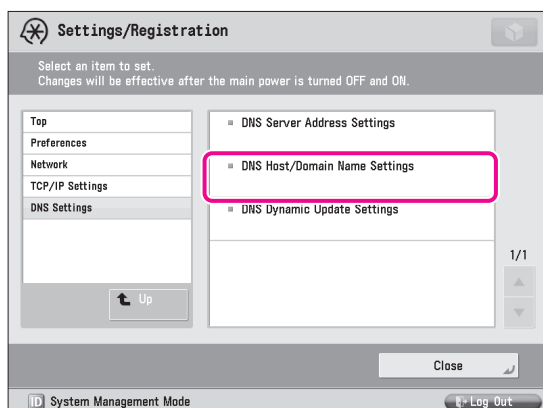 Settings/Registration
Select an item to set.
Changes will be effective after the main power is turned OFF and ON.
Top
Preferences
Network
TCP/IP Settings
DNS Settings
Up
DNS Server Address Settings
DNS Host/Domain Name Settings
DNS Dynamic Update Settings
1/1
Close
ID System Management Mode
Log Out